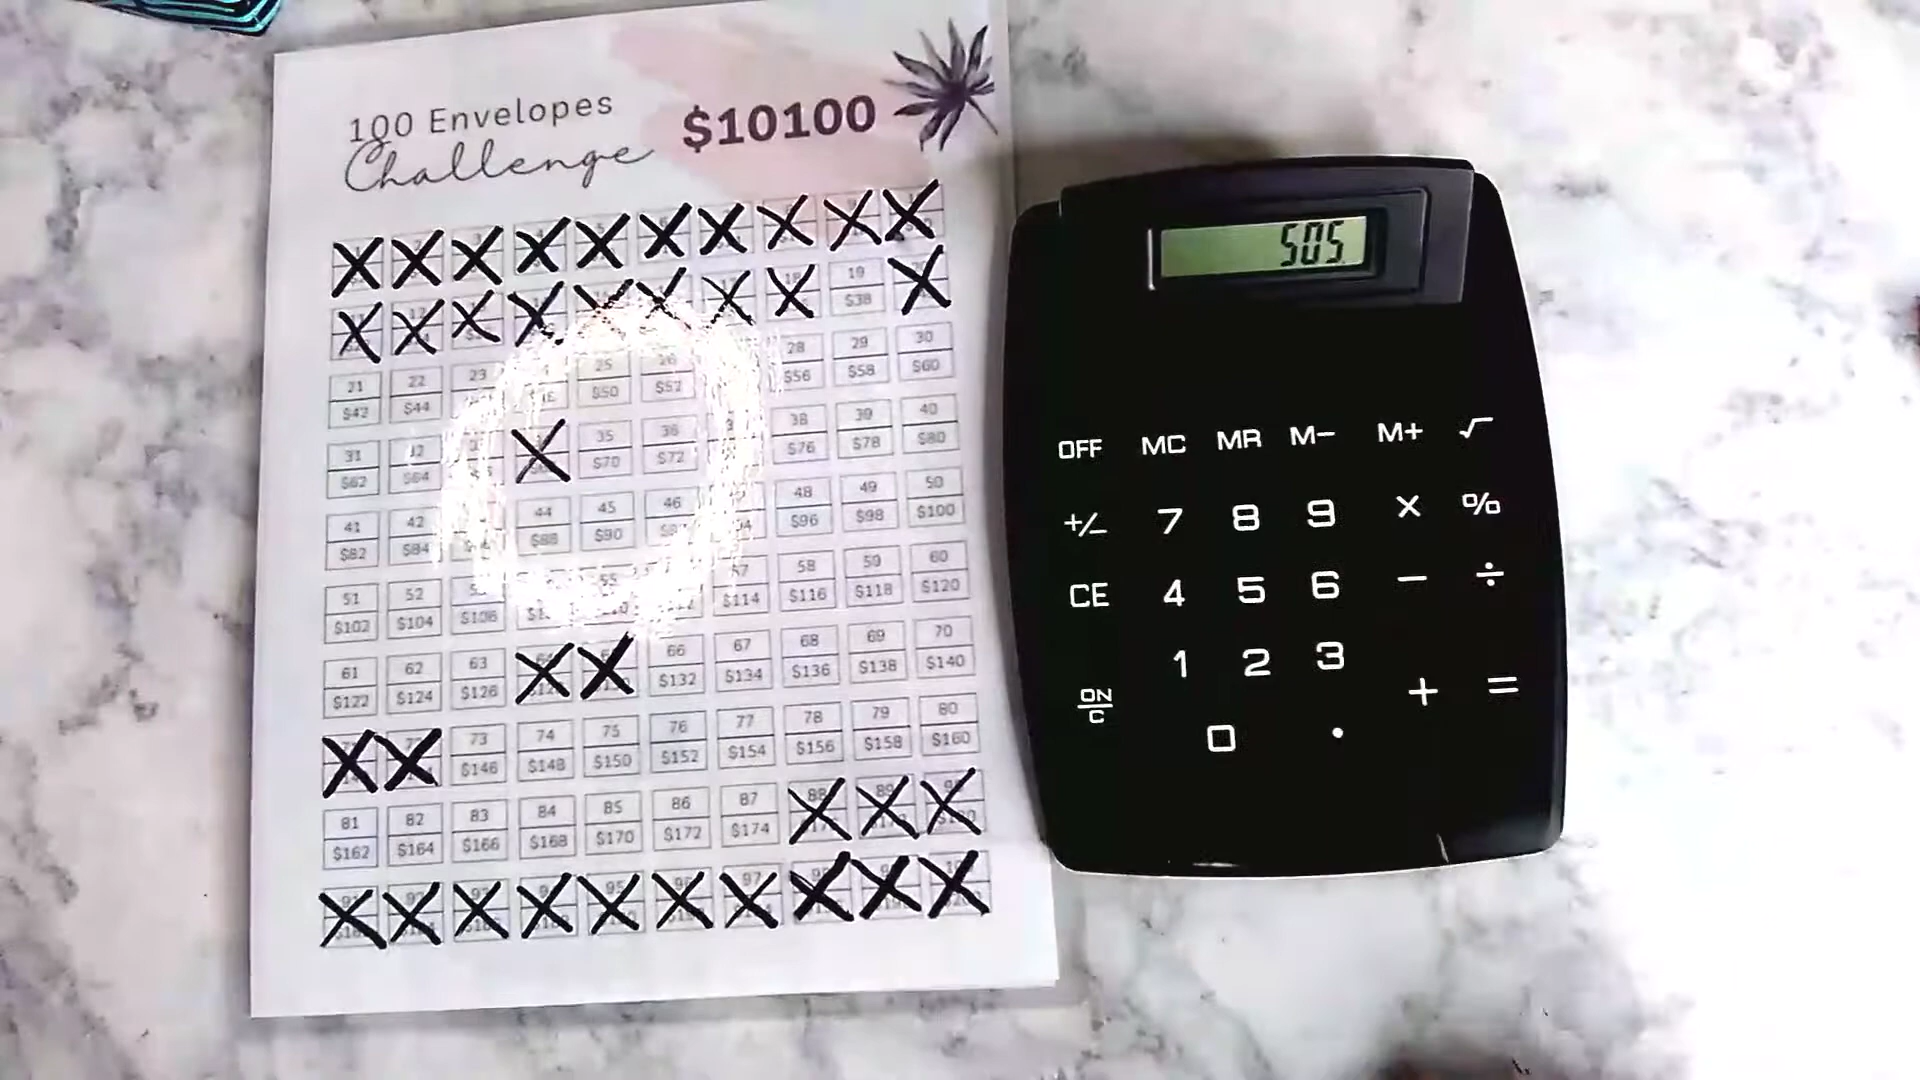 100 Envelopes
Challenge
$10100
19
$38
25 26 28 29 30
$50 $52 $56 $58 $60
21 22 23
$42 $44
31 35 36 38 39 40
$62 $64 $70 $72 $76 $78 $80
41 42 44 45 46 48 49 50
$82 $84 $88 $90 $96 $98 $100
51 52 55 57 58 59 60
$102 $104 $106 $114 $116 $118 $120
61 62 63 66 67 68 69 70
$122 $124 $126 $132 $134 $136 $138 $140
73 74 75 76 77 78 79 80
$146 $148 $150 $152 $154 $156 $158 $160
81 82 83 84 85 86 87 88 89
$162 $164 $166 $168 $170 $172 $174
95 97
505.
OFF MC MR M− M+ √
+/− 7 8 9 × %
CE 4 5 6 − ÷
ON/C 1 2 3 + =
0 .